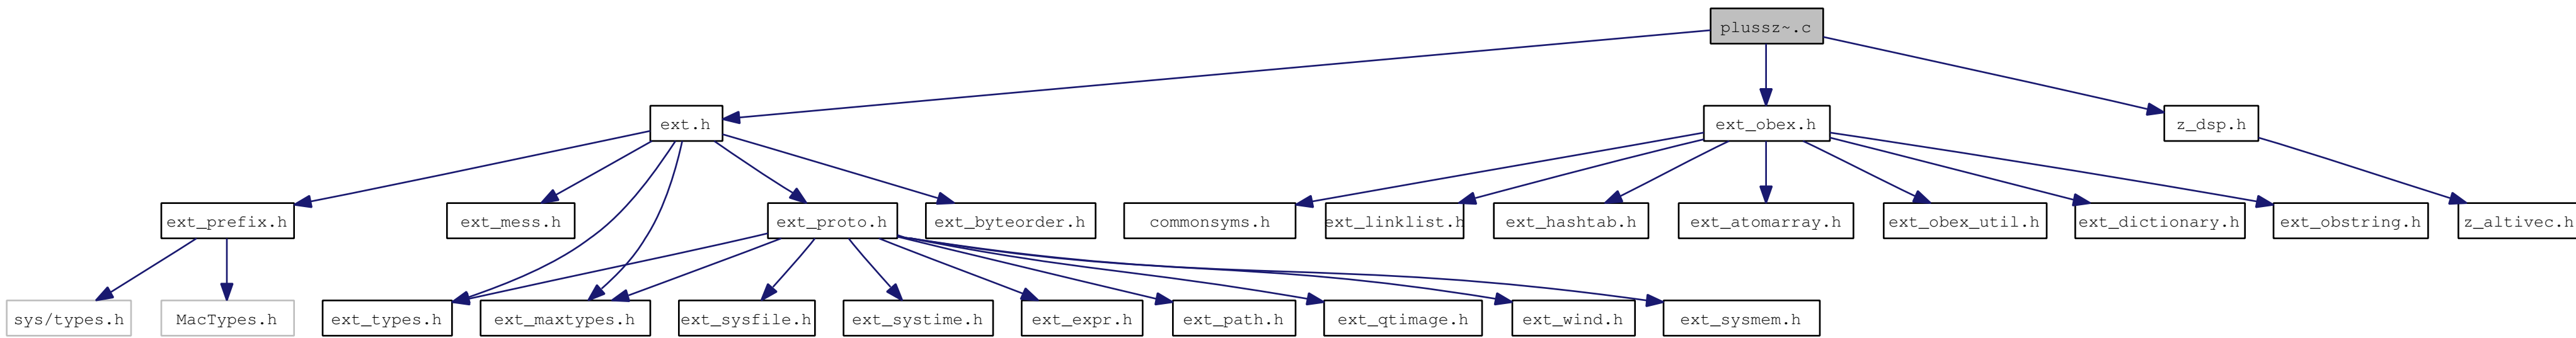 plussz~.c
ext.h
ext_obex.h
z_dsp.h
ext_prefix.h
ext_mess.h
ext_proto.h
ext_byteorder.h
commonsyms.h
ext_linklist.h
ext_hashtab.h
ext_atomarray.h
ext_obex_util.h
ext_dictionary.h
ext_obstring.h
z_altivec.h
sys/types.h
MacTypes.h
ext_types.h
ext_maxtypes.h
ext_sysfile.h
ext_systime.h
ext_expr.h
ext_path.h
ext_qtimage.h
ext_wind.h
ext_sysmem.h